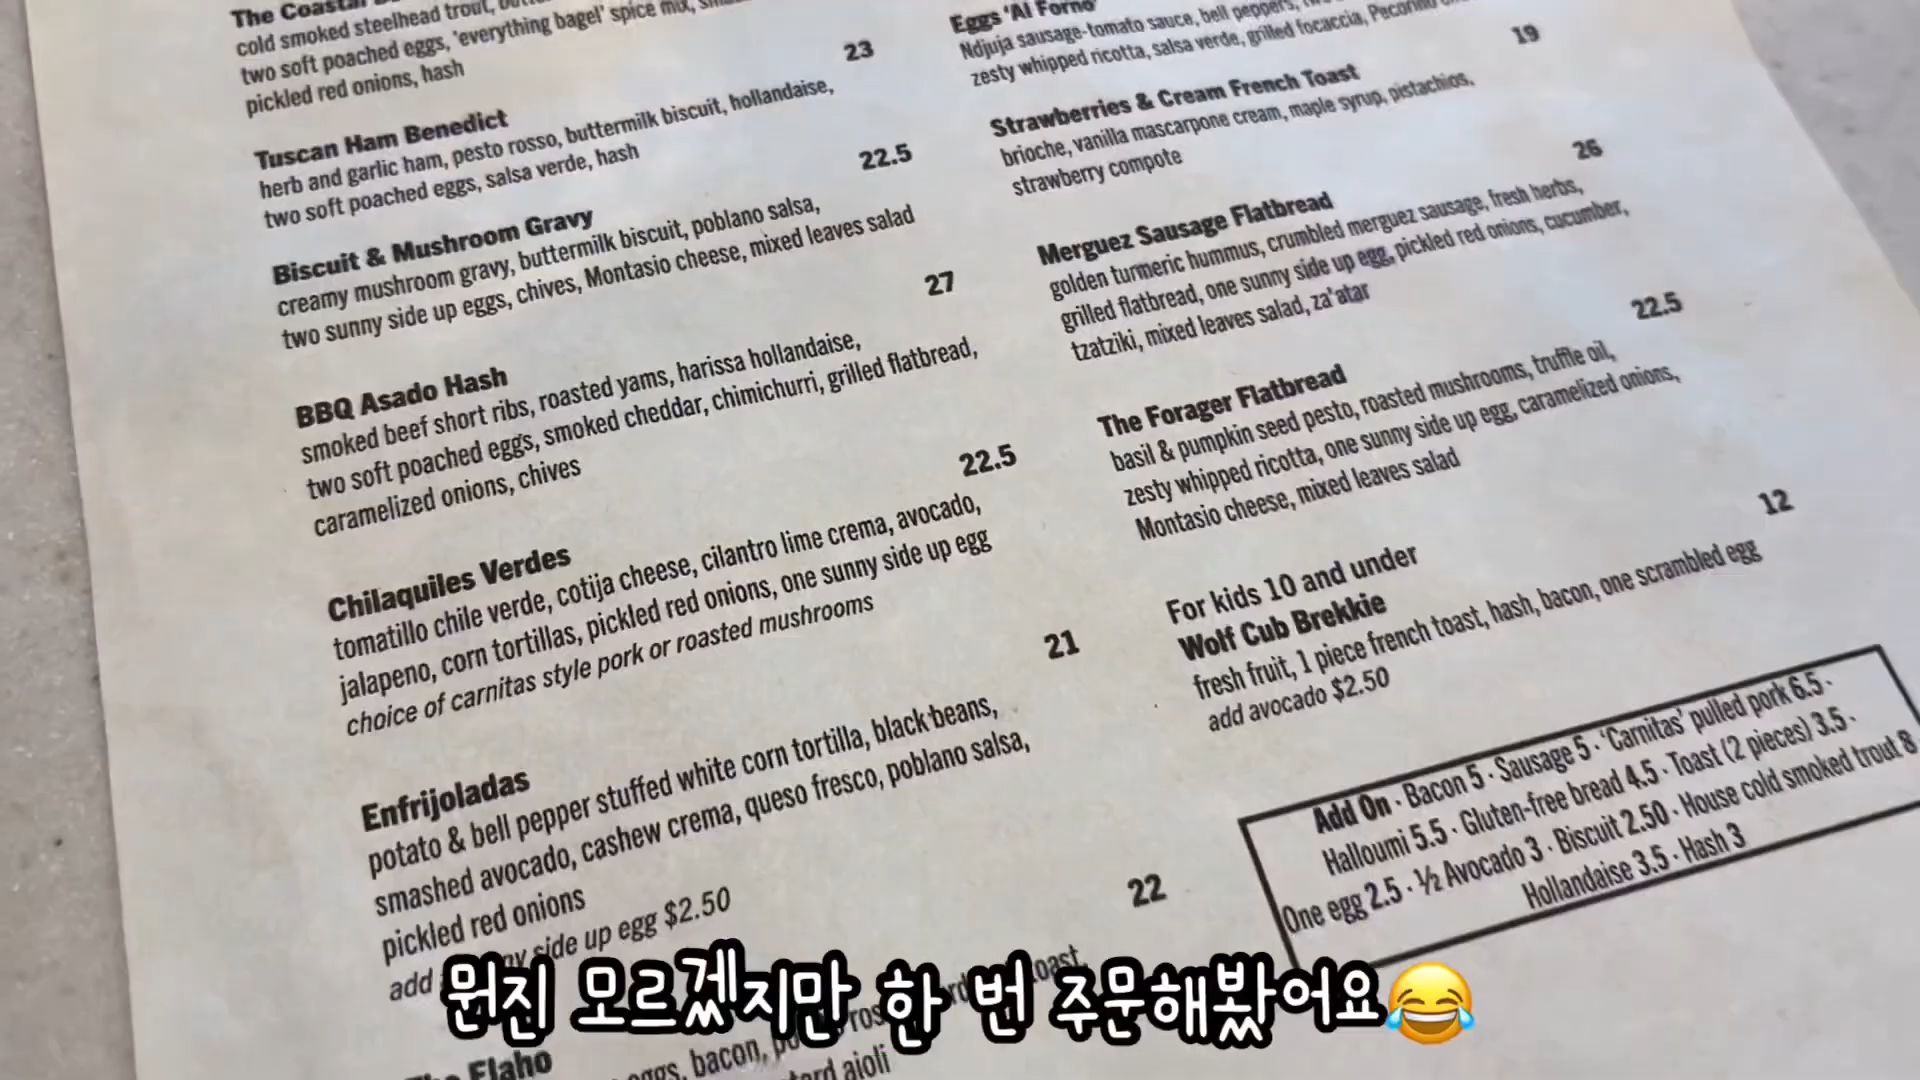 The Coastal
cold smoked steelhead trout,
two soft poached eggs, 'everything bagel' spice mix,
pickled red onions, hash
23
Tuscan Ham Benedict
herb and garlic ham, pesto rosso, buttermilk biscuit, hollandaise,
two soft poached eggs, salsa verde, hash
22.5
Biscuit & Mushroom Gravy
creamy mushroom gravy, buttermilk biscuit, poblano salsa,
two sunny side up eggs, chives, Montasio cheese, mixed leaves salad
27
BBQ Asado Hash
smoked beef short ribs, roasted yams, harissa hollandaise,
two soft poached eggs, smoked cheddar, chimichurri, grilled flatbread,
caramelized onions, chives
22.5
Chilaquiles Verdes
tomatillo chile verde, cotija cheese, cilantro lime crema, avocado,
jalapeno, corn tortillas, pickled red onions, one sunny side up egg
choice of carnitas style pork or roasted mushrooms
21
Enfrijoladas
potato & bell pepper stuffed white corn tortilla, black beans,
smashed avocado, cashew crema, queso fresco, poblano salsa,
pickled red onions
add side up egg $2.50
22
eggs, bacon,
aioli
Eggs 'Al Forno'
Ndjuja sausage-tomato sauce, bell peppers,
zesty whipped ricotta, salsa verde, grilled focaccia, Pecorino
19
Strawberries & Cream French Toast
brioche, vanilla mascarpone cream, maple syrup, pistachios,
strawberry compote
26
Merguez Sausage Flatbread
golden turmeric hummus, crumbled merguez sausage, fresh herbs,
grilled flatbread, one sunny side up egg, pickled red onions, cucumber,
tzatziki, mixed leaves salad, za'atar
22.5
The Forager Flatbread
basil & pumpkin seed pesto, roasted mushrooms, truffle oil,
zesty whipped ricotta, one sunny side up egg, caramelized onions,
Montasio cheese, mixed leaves salad
12
For kids 10 and under
Wolf Cub Brekkie
fresh fruit, 1 piece french toast, hash, bacon, one scrambled egg
add avocado $2.50
Add On · Bacon 5 · Sausage 5 · 'Carnitas' pulled pork 6.5 ·
Halloumi 5.5 · Gluten-free bread 4.5 · Toast (2 pieces) 3.5 ·
One egg 2.5 · ½ Avocado 3 · Biscuit 2.50 · House cold smoked trout 8
Hollandaise 3.5 · Hash 3
뭔진 모르겠지만 한 번 주문해봤어요😂